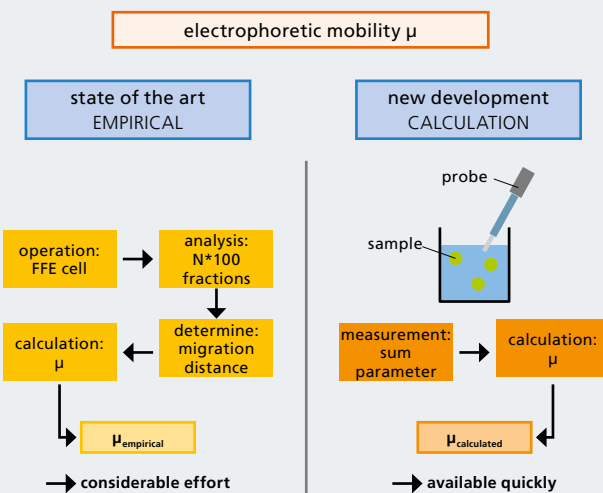 electrophoretic mobility µ
state of the art
EMPIRICAL
operation:
FFE cell
analysis:
N*100
fractions
determine:
migration
distance
calculation:
µ
µempirical
considerable effort
new development
CALCULATION
probe
sample
measurement:
sum
parameter
calculation:
µ
µcalculated
available quickly